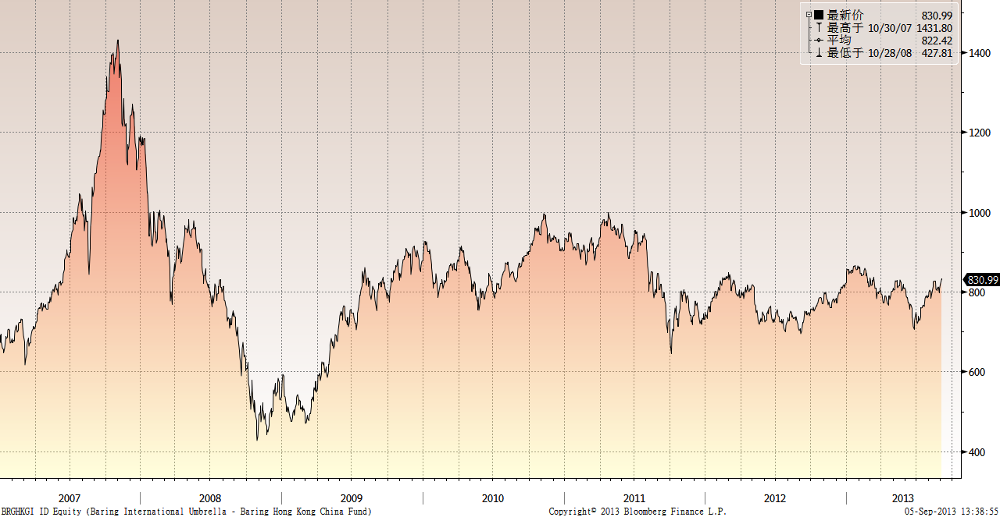 最新价 830.99
最高于 10/30/07 1431.80
平均 822.42
最低于 10/28/08 427.81
1400
1200
1000
830.99
800
600
400
2007 2008 2009 2010 2011 2012 2013
BRGHKGI ID Equity (Baring International Umbrella - Baring Hong Kong China Fund) Copyright© 2013 Bloomberg Finance L.P. 05-Sep-2013 13:38:55